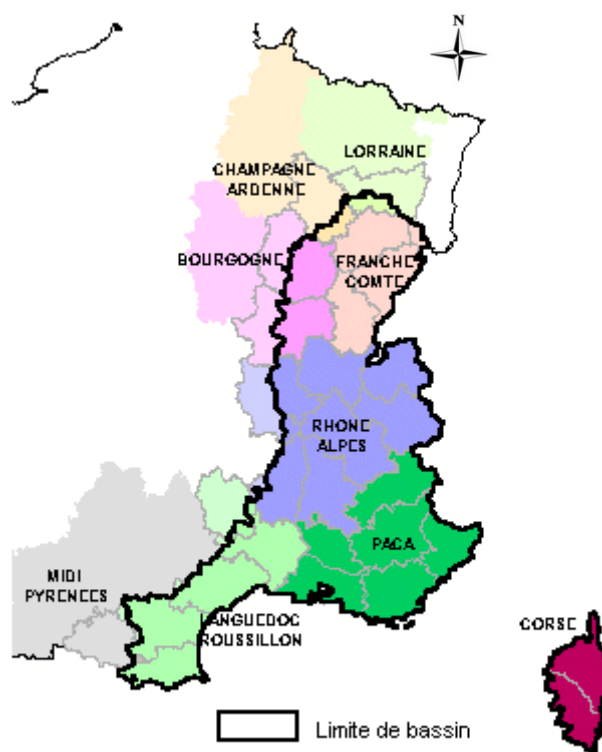 N
LORRAINE
CHAMPAGNE
ARDENNE
BOURGOGNE
FRANCHE
COMTE
RHONE
ALPES
PACA
MIDI
PYRENEES
LANGUEDOC
ROUSSILLON
CORSE
Limite de bassin